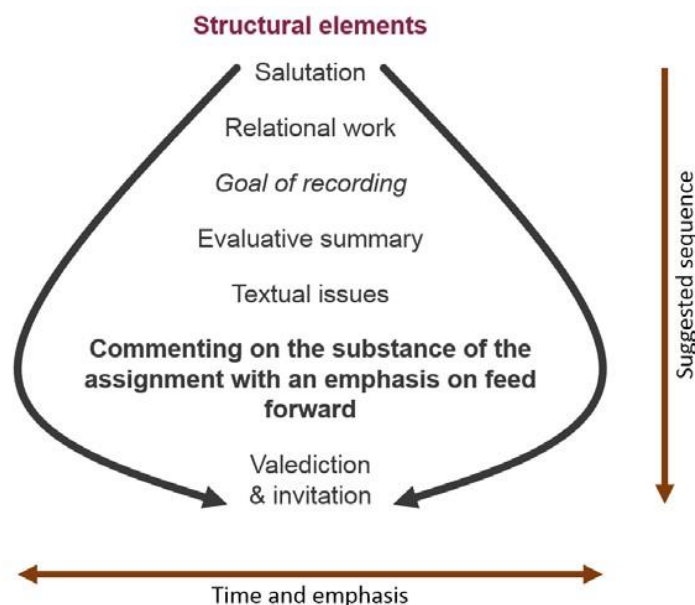 Structural elements
Salutation
Relational work
Goal of recording
Evaluative summary
Textual issues
Commenting on the substance of the
assignment with an emphasis on feed
forward
Valediction
& invitation
Suggested sequence
Time and emphasis